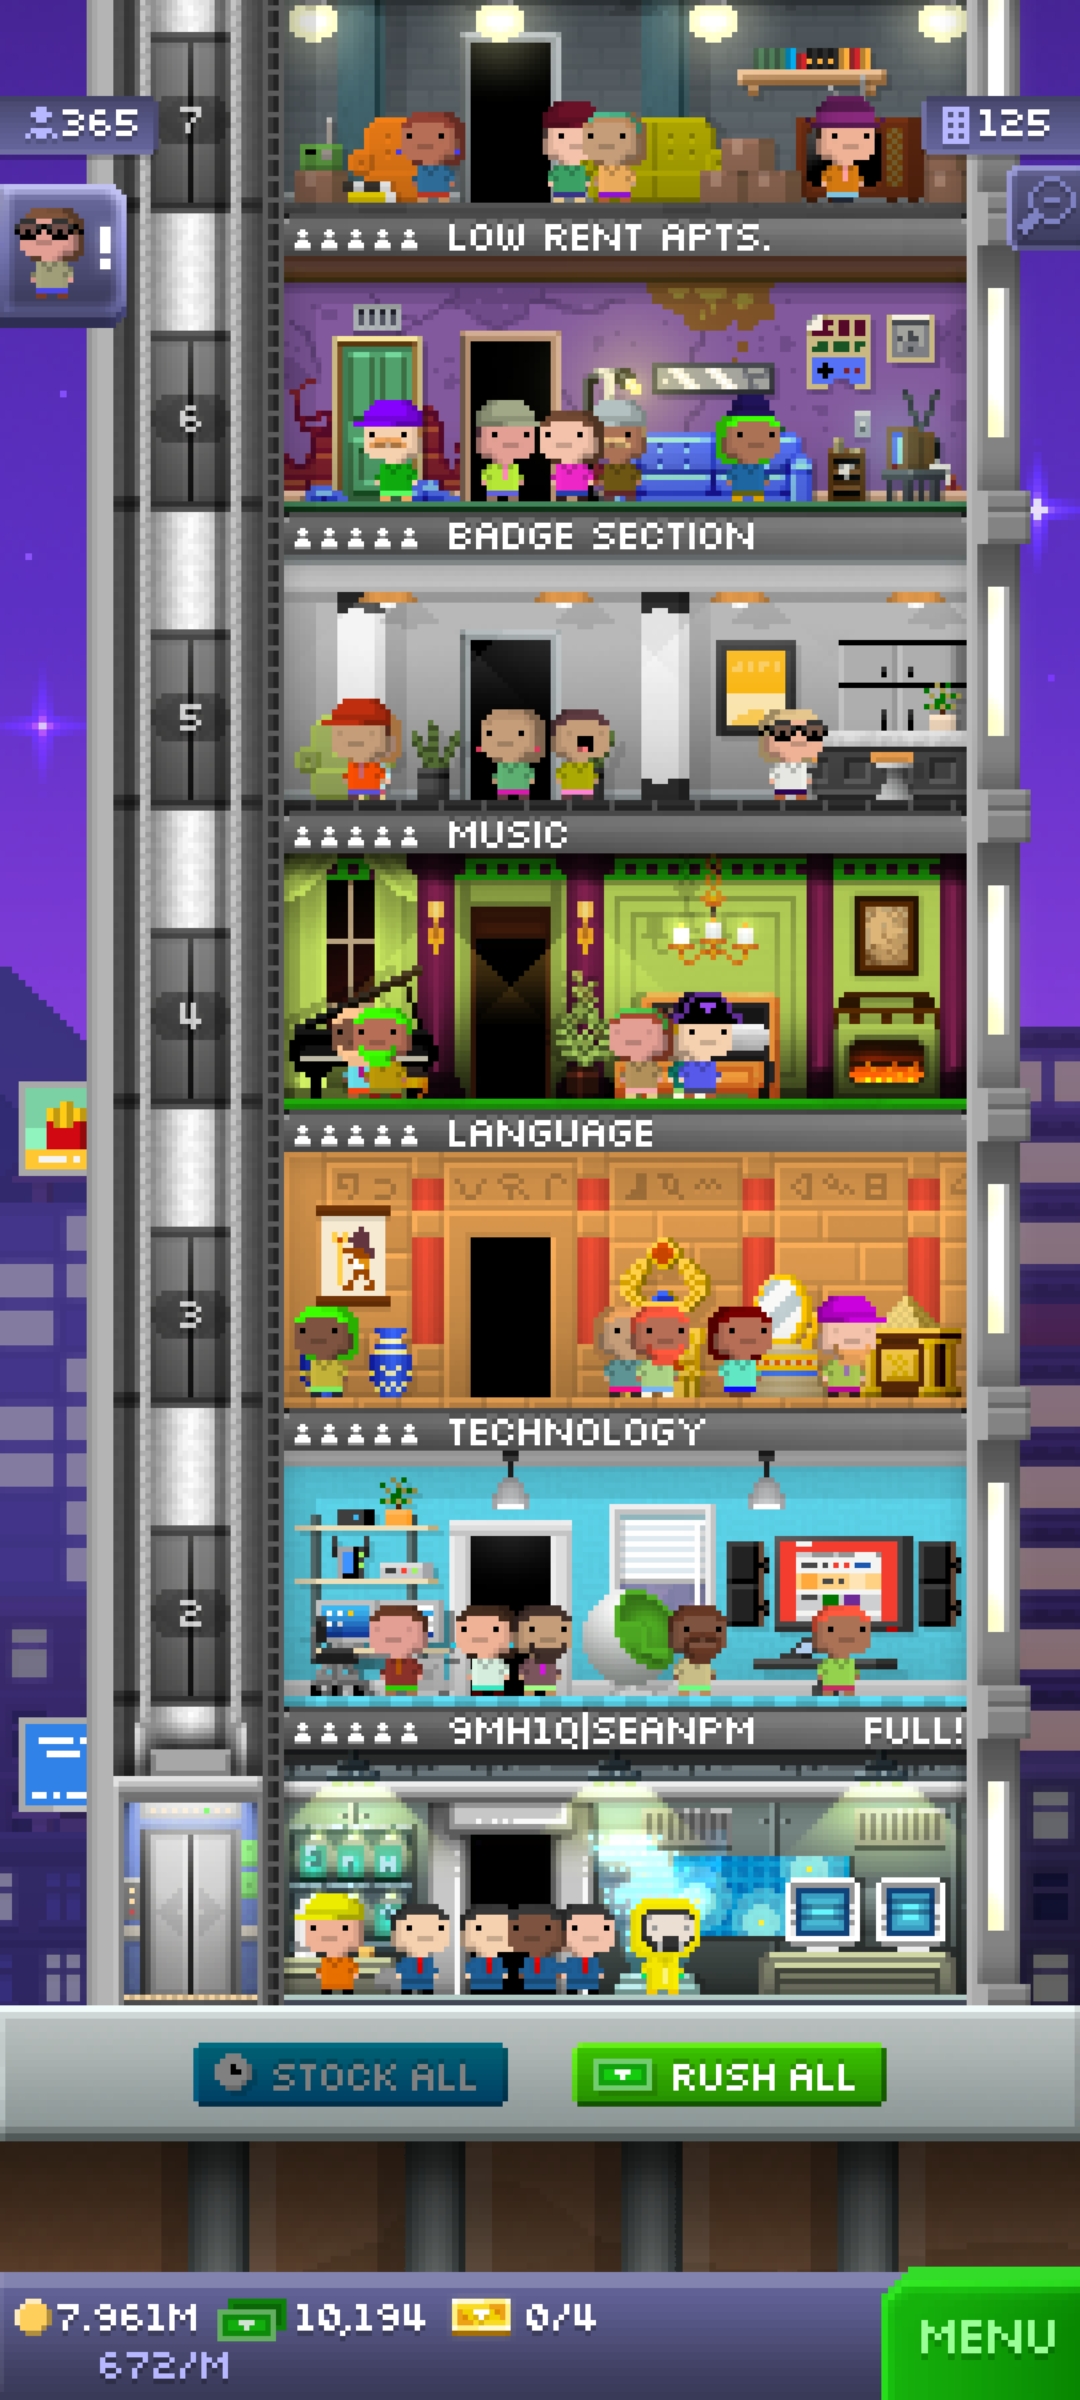 7
365
125
!
LOW RENT APTS.
6
BADGE SECTION
5
MUSIC
4
LANGUAGE
3
TECHNOLOGY
2
9MH1Q|SEANPM FULL!
STOCK ALL
RUSH ALL
7.961M 10,194 0/4
672/M
MENU